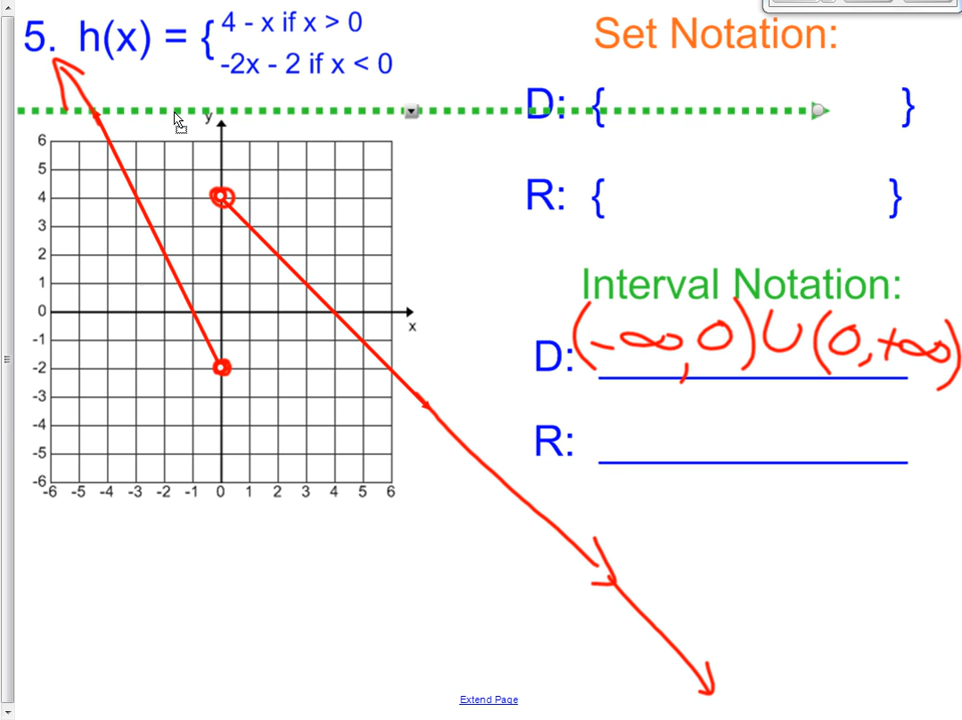 5. h(x) = { 4 - x if x > 0
-2x - 2 if x < 0
Set Notation:
D: { }
R: { }
Interval Notation:
D: (-∞, 0) ∪ (0, +∞)
R:
y
6
5
4
3
2
1
0
-1
-2
-3
-4
-5
-6
-6 -5 -4 -3 -2 -1 0 1 2 3 4 5 6
x
Extend Page